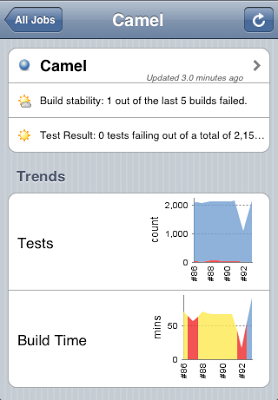 All Jobs
Camel
Camel
Updated 3.0 minutes ago
Build stability: 1 out of the last 5 builds failed.
Test Result: 0 tests failing out of a total of 2,15...
Trends
Tests
count
2,000
1,000
0
#86
#88
#90
#92
Build Time
mins
50
0
#86
#88
#90
#92